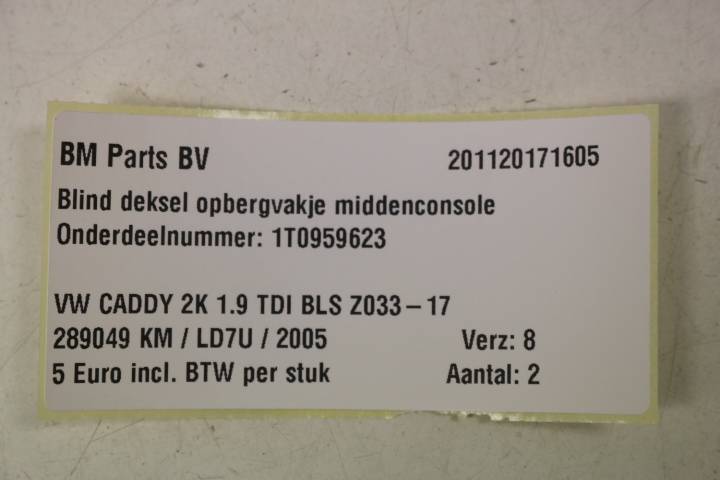 BM Parts BV 201120171605
Blind deksel opbergvakje middenconsole
Onderdeelnummer: 1T0959623
VW CADDY 2K 1.9 TDI BLS Z033-17
289049 KM / LD7U / 2005 Verz: 8
5 Euro incl. BTW per stuk Aantal: 2